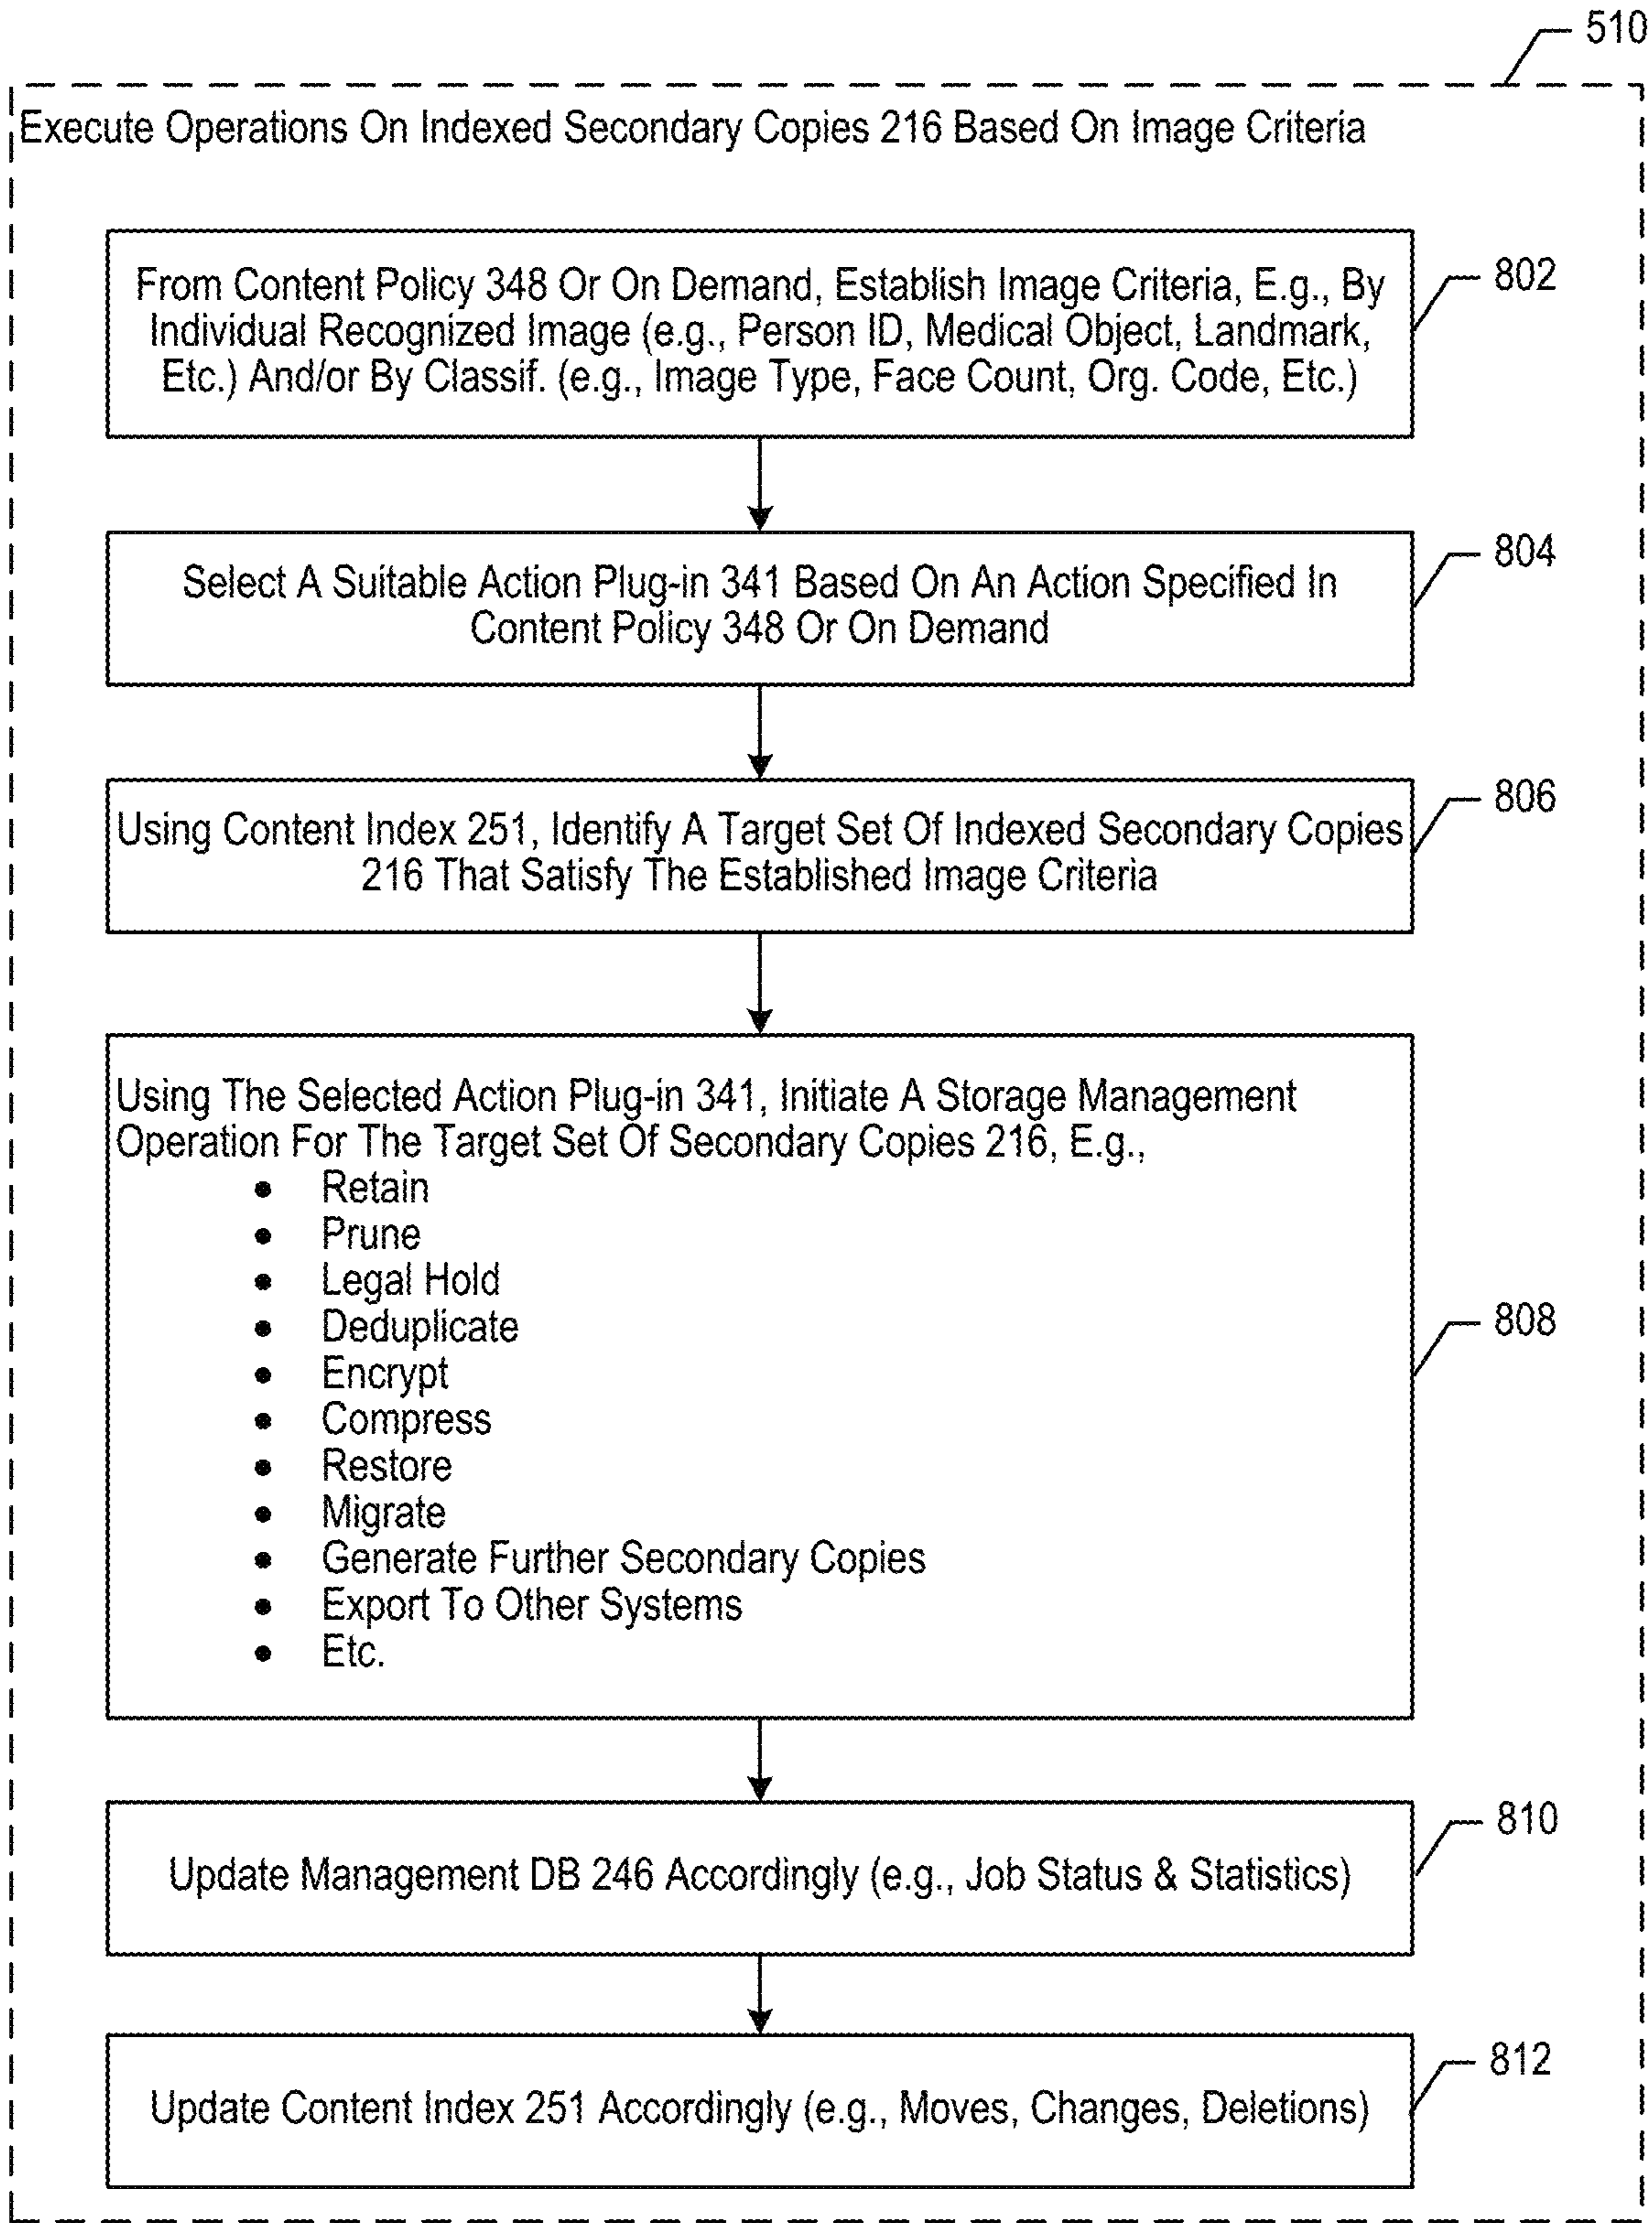 510
Execute Operations On Indexed Secondary Copies 216 Based On Image Criteria
From Content Policy 348 Or On Demand, Establish Image Criteria, E.g., By
Individual Recognized Image (e.g., Person ID, Medical Object, Landmark,
Etc.) And/or By Classif. (e.g., Image Type, Face Count, Org. Code, Etc.)
802
Select A Suitable Action Plug-in 341 Based On An Action Specified In
Content Policy 348 Or On Demand
804
Using Content Index 251, Identify A Target Set Of Indexed Secondary Copies
216 That Satisfy The Established Image Criteria
806
Using The Selected Action Plug-in 341, Initiate A Storage Management
Operation For The Target Set Of Secondary Copies 216, E.g.,
• Retain
• Prune
• Legal Hold
• Deduplicate
• Encrypt
• Compress
• Restore
• Migrate
• Generate Further Secondary Copies
• Export To Other Systems
• Etc.
808
Update Management DB 246 Accordingly (e.g., Job Status & Statistics)
810
Update Content Index 251 Accordingly (e.g., Moves, Changes, Deletions)
812